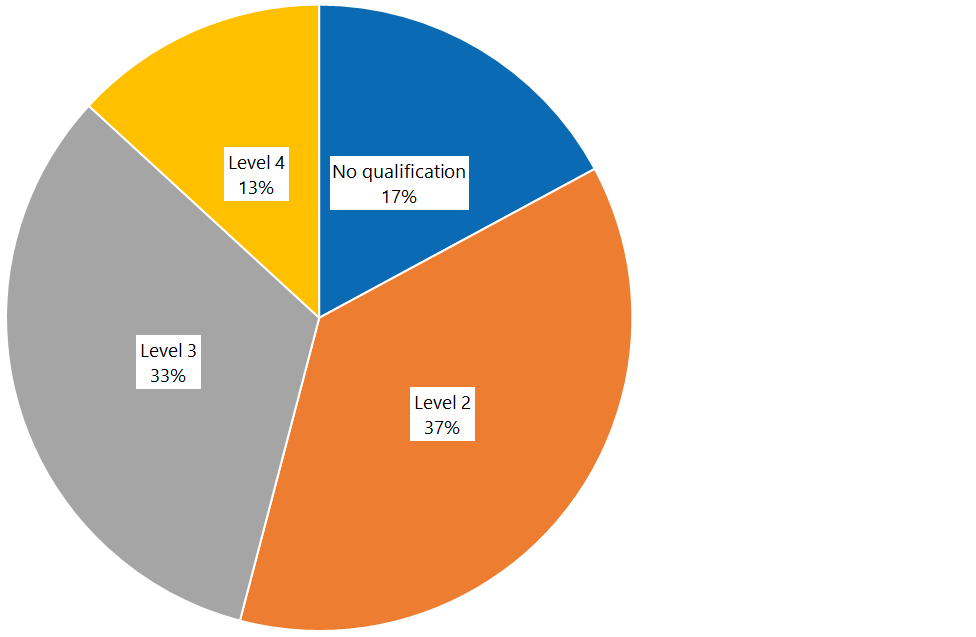 Level 4
13%
No qualification
17%
Level 3
33%
Level 2
37%